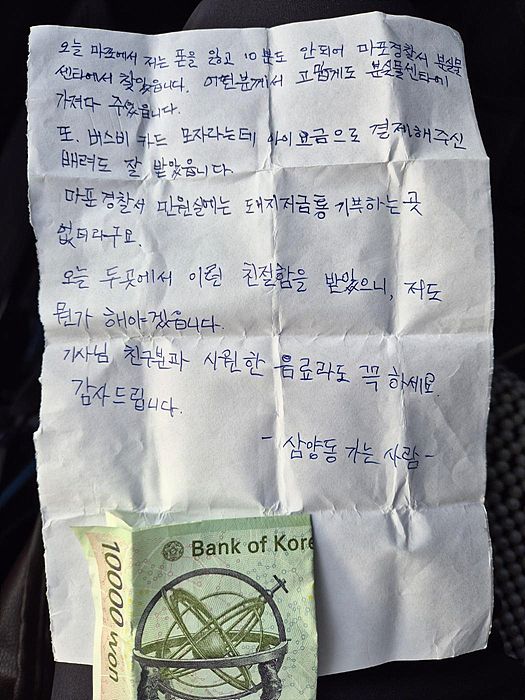 오늘 마포에서 저는 폰을 잃고 10분도 안되어 마포경찰서 분실물
센타에서 찾았습니다. 어떤분께서 고맙게도 분실물센타에
가져다 주었습니다.
또, 버스비 카드 모자라는데 아이요금으로 결제해주신
배려도 잘 받았습니다.
마포경찰서 민원실에는 돼지저금통 기부하는 곳
없더라구요.
오늘 두곳에서 이런 친절함을 받았으니, 저도
뭔가 해야겠습니다.
기사님 친구분과 시원한 음료라도 꼭 하세요.
감사드립니다.
- 삼양동 가는 사람 -
Bank of Kore
10000 won